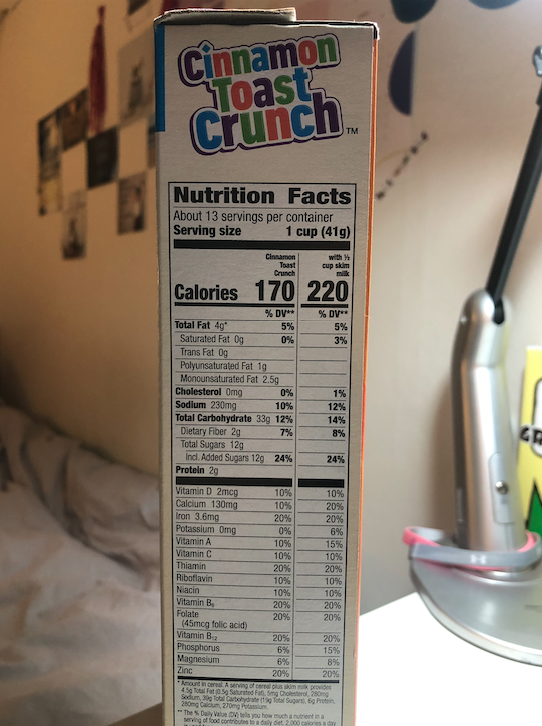 Cinnamon
Toast
Crunch™
Nutrition Facts
About 13 servings per container
Serving size 1 cup (41g)
Cinnamon Toast Crunch with ½ cup skim milk
Calories 170 220
% DV** % DV**
Total Fat 4g* 5% 5%
Saturated Fat 0g 0% 3%
Trans Fat 0g
Polyunsaturated Fat 1g
Monounsaturated Fat 2.5g
Cholesterol 0mg 0% 1%
Sodium 230mg 10% 12%
Total Carbohydrate 33g 12% 14%
Dietary Fiber 2g 7% 8%
Total Sugars 12g
Incl. Added Sugars 12g 24% 24%
Protein 2g
Vitamin D 2mcg 10% 10%
Calcium 130mg 10% 20%
Iron 3.6mg 20% 20%
Potassium 0mg 0% 6%
Vitamin A 10% 15%
Vitamin C 10% 10%
Thiamin 20% 20%
Riboflavin 10% 10%
Niacin 10% 10%
Vitamin B₆ 20% 20%
Folate 20% 20%
(45mcg folic acid)
Vitamin B₁₂ 20% 20%
Phosphorus 6% 15%
Magnesium 6% 8%
Zinc 20% 20%
*Amount in cereal. A serving of cereal plus skim milk provides
4.5g Total Fat (0.5g Saturated Fat), 5mg Cholesterol, 280mg
Sodium, 39g Total Carbohydrate (19g Total Sugars), 6g Protein,
280mg Calcium, 270mg Potassium.
**The % Daily Value (DV) tells you how much a nutrient in a
serving of food contributes to a daily diet. 2,000 calories a day